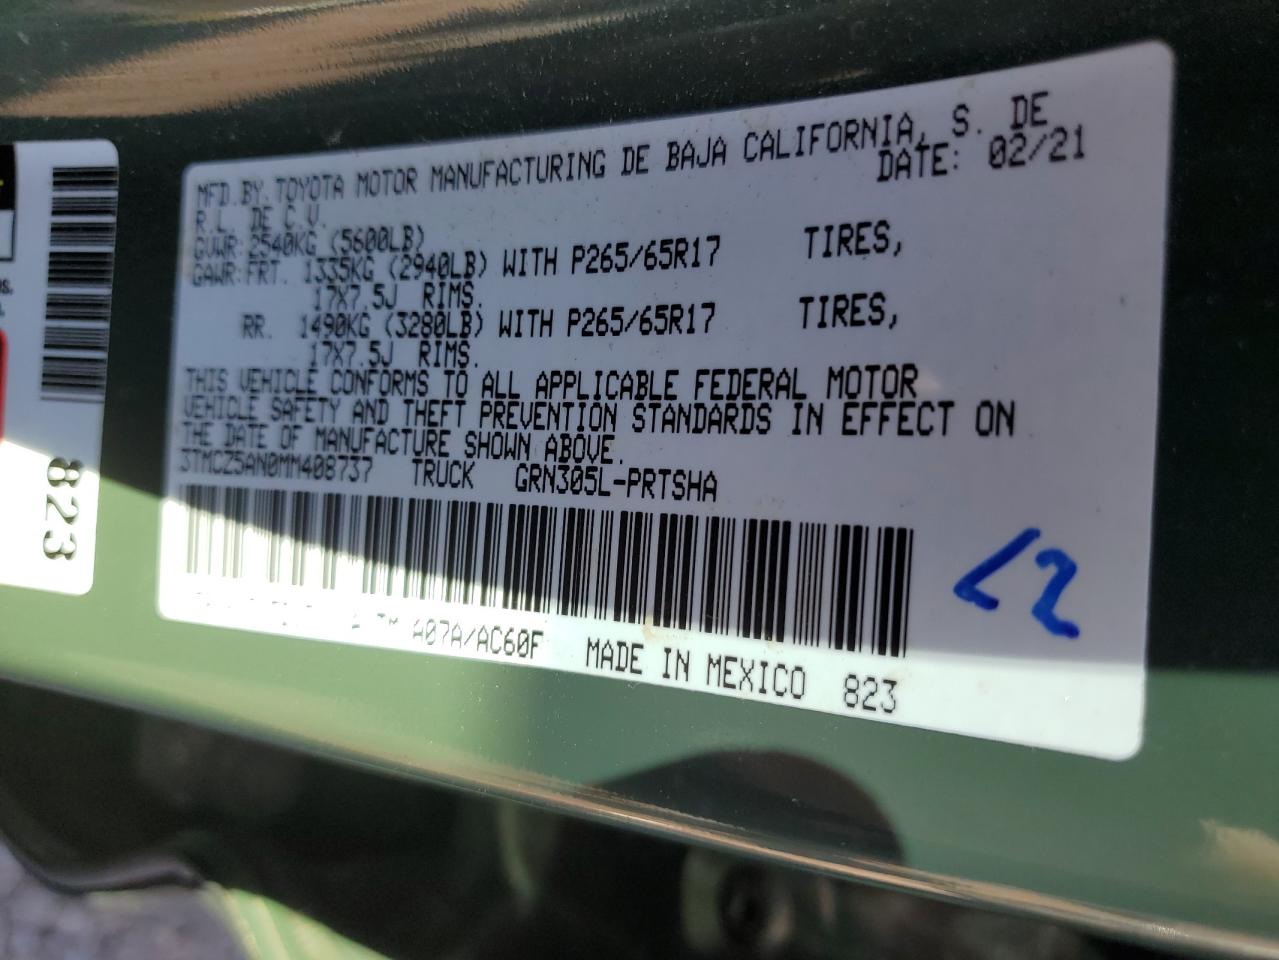 MFD.BY.TOYOTA MOTOR MANUFACTURING DE BAJA CALIFORNIA, S. DE
R.L. DE C.V. DATE: 02/21
GVWR:2540KG (5600LB)
GAWR:FRT. 1335KG (2940LB) WITH P265/65R17 TIRES,
17X7.5J RIMS.
RR. 1490KG (3280LB) WITH P265/65R17 TIRES,
17X7.5J RIMS.
THIS VEHICLE CONFORMS TO ALL APPLICABLE FEDERAL MOTOR
VEHICLE SAFETY AND THEFT PREVENTION STANDARDS IN EFFECT ON
THE DATE OF MANUFACTURE SHOWN ABOVE.
3TMCZ5AN0MM408737 TRUCK GRN305L-PRTSHA
A07A/AC60F MADE IN MEXICO 823
823